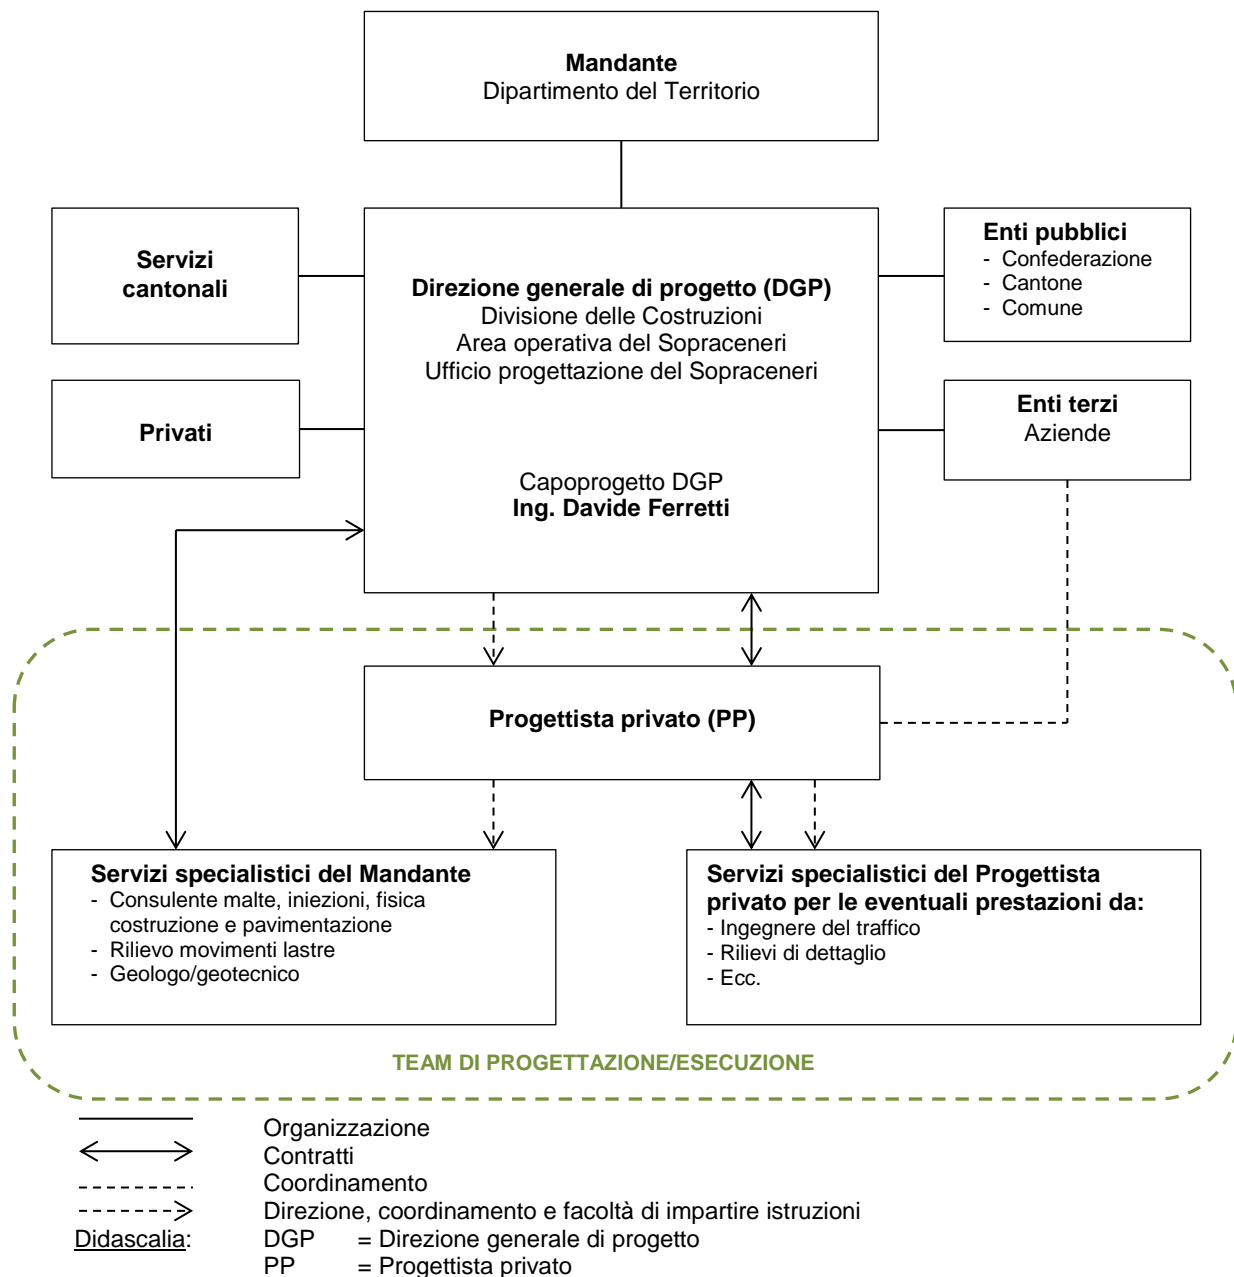 Mandante
Dipartimento del Territorio
Servizi
cantonali
Privati
Direzione generale di progetto (DGP)
Divisione delle Costruzioni
Area operativa del Sopraceneri
Ufficio progettazione del Sopraceneri
Capoprogetto DGP
Ing. Davide Ferretti
Enti pubblici
- Confederazione
- Cantone
- Comune
Enti terzi
Aziende
Progettista privato (PP)
Servizi specialistici del Mandante
- Consulente malte, iniezioni, fisica
costruzione e pavimentazione
- Rilievo movimenti lastre
- Geologo/geotecnico
Servizi specialistici del Progettista
privato per le eventuali prestazioni da:
- Ingegnere del traffico
- Rilievi di dettaglio
- Ecc.
TEAM DI PROGETTAZIONE/ESECUZIONE
Organizzazione
Contratti
Coordinamento
Direzione, coordinamento e facoltà di impartire istruzioni
Didascalia: DGP = Direzione generale di progetto
PP = Progettista privato